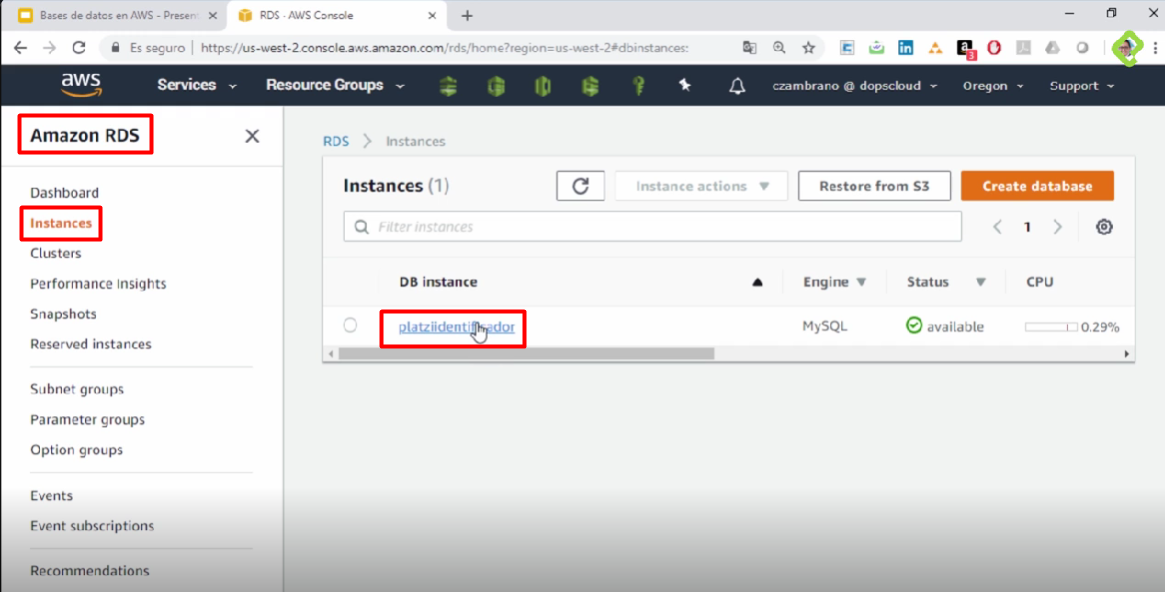 Bases de datos en AWS - Present
RDS - AWS Console
Es seguro | https://us-west-2.console.aws.amazon.com/rds/home?region=us-west-2#dbinstances:
aws Services Resource Groups czambrano @ dopscloud Oregon Support
Amazon RDS
Dashboard
Instances
Clusters
Performance Insights
Snapshots
Reserved instances
Subnet groups
Parameter groups
Option groups
Events
Event subscriptions
Recommendations
RDS > Instances
Instances (1) Instance actions Restore from S3 Create database
Filter instances 1
DB instance Engine Status CPU
platziidentificador MySQL available 0.29%